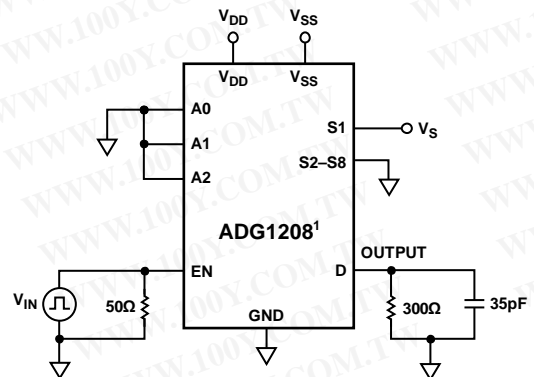 V_DD V_SS
V_DD V_SS
A0
A1
A2
S1 V_S
S2–S8
ADG1208¹
OUTPUT
EN D
V_IN 50Ω 300Ω 35pF
GND
WWW.100Y.COM.TW